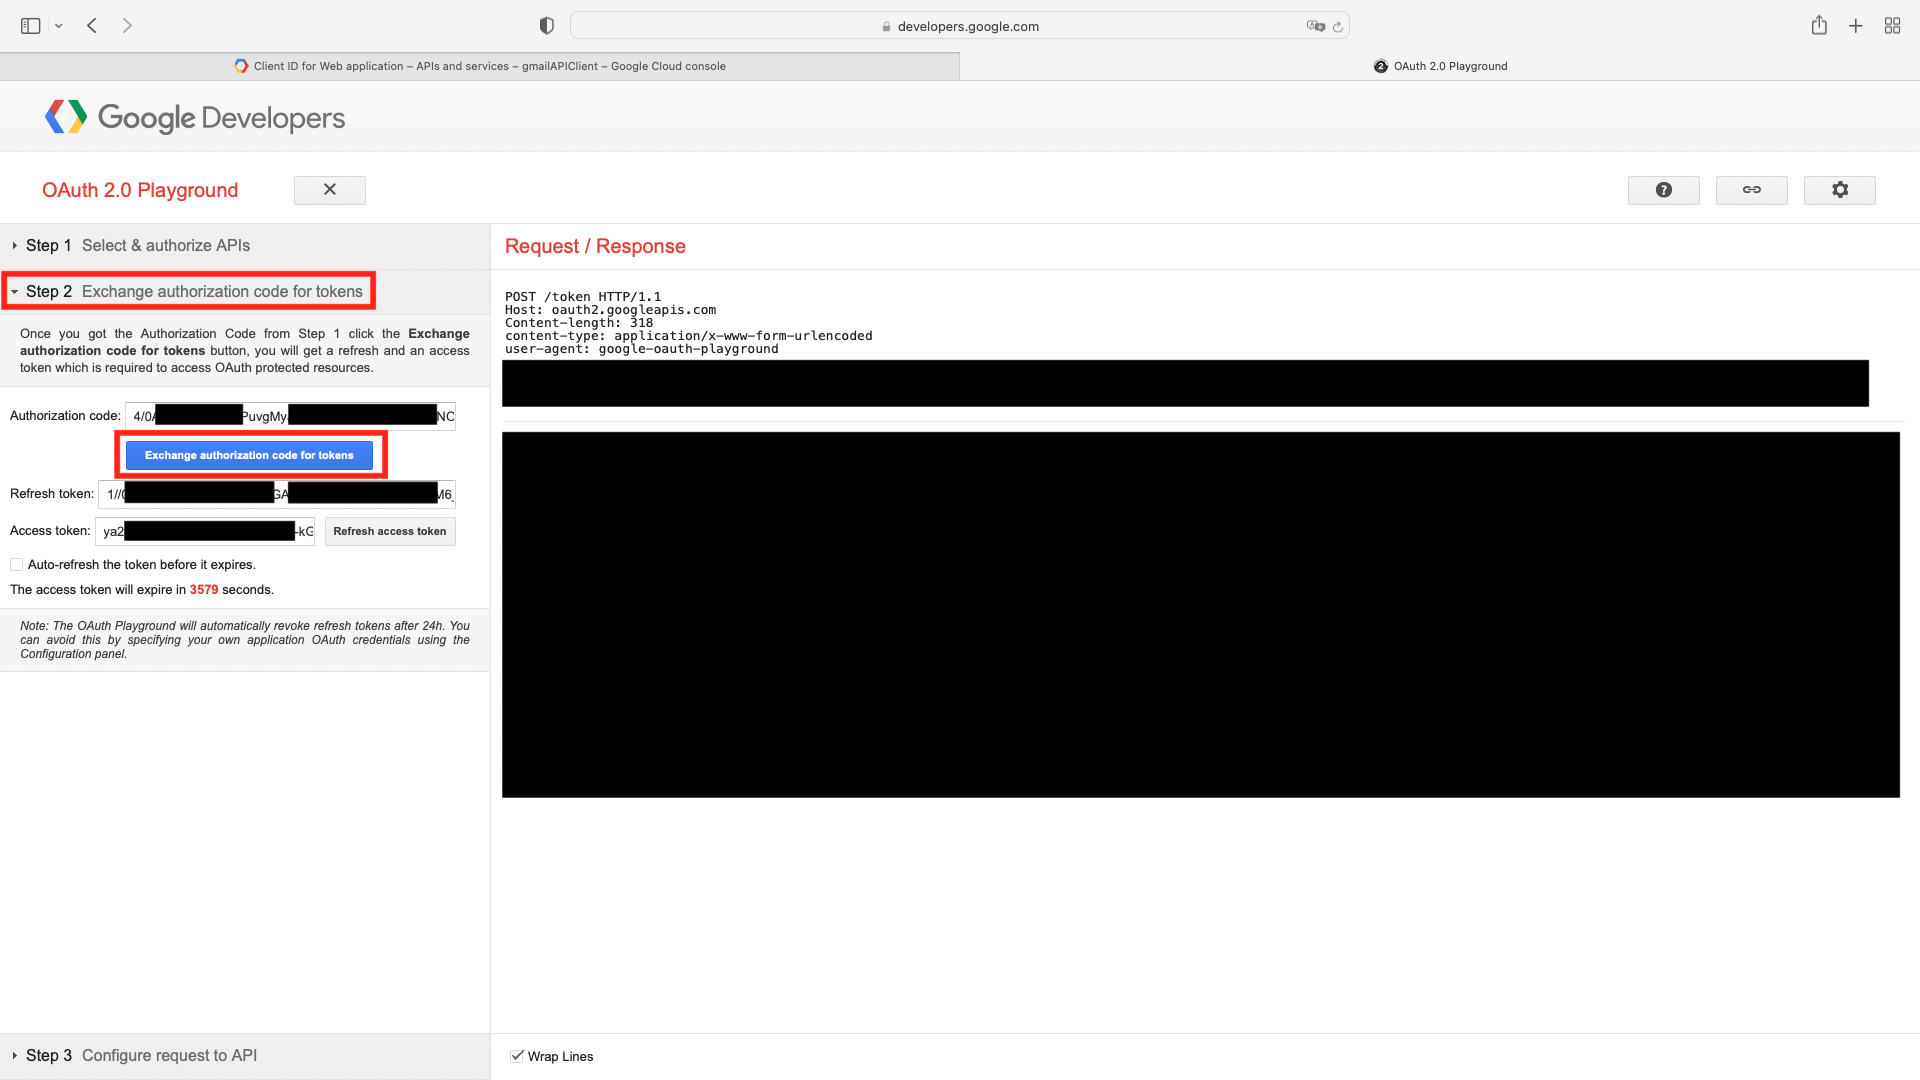 developers.google.com
Client ID for Web application – APIs and services – gmailAPIClient – Google Cloud console
OAuth 2.0 Playground
Google Developers
OAuth 2.0 Playground
Step 1 Select & authorize APIs
Step 2 Exchange authorization code for tokens
Once you got the Authorization Code from Step 1 click the Exchange
authorization code for tokens button, you will get a refresh and an access
token which is required to access OAuth protected resources.
Authorization code: 4/0 PuvgMy NC
Exchange authorization code for tokens
Refresh token: 1// GA M6_
Access token: ya2 -kG
Refresh access token
Auto-refresh the token before it expires.
The access token will expire in 3579 seconds.
Note: The OAuth Playground will automatically revoke refresh tokens after 24h. You
can avoid this by specifying your own application OAuth credentials using the
Configuration panel.
Step 3 Configure request to API
Request / Response
POST /token HTTP/1.1
Host: oauth2.googleapis.com
Content-length: 318
content-type: application/x-www-form-urlencoded
user-agent: google-oauth-playground
Wrap Lines